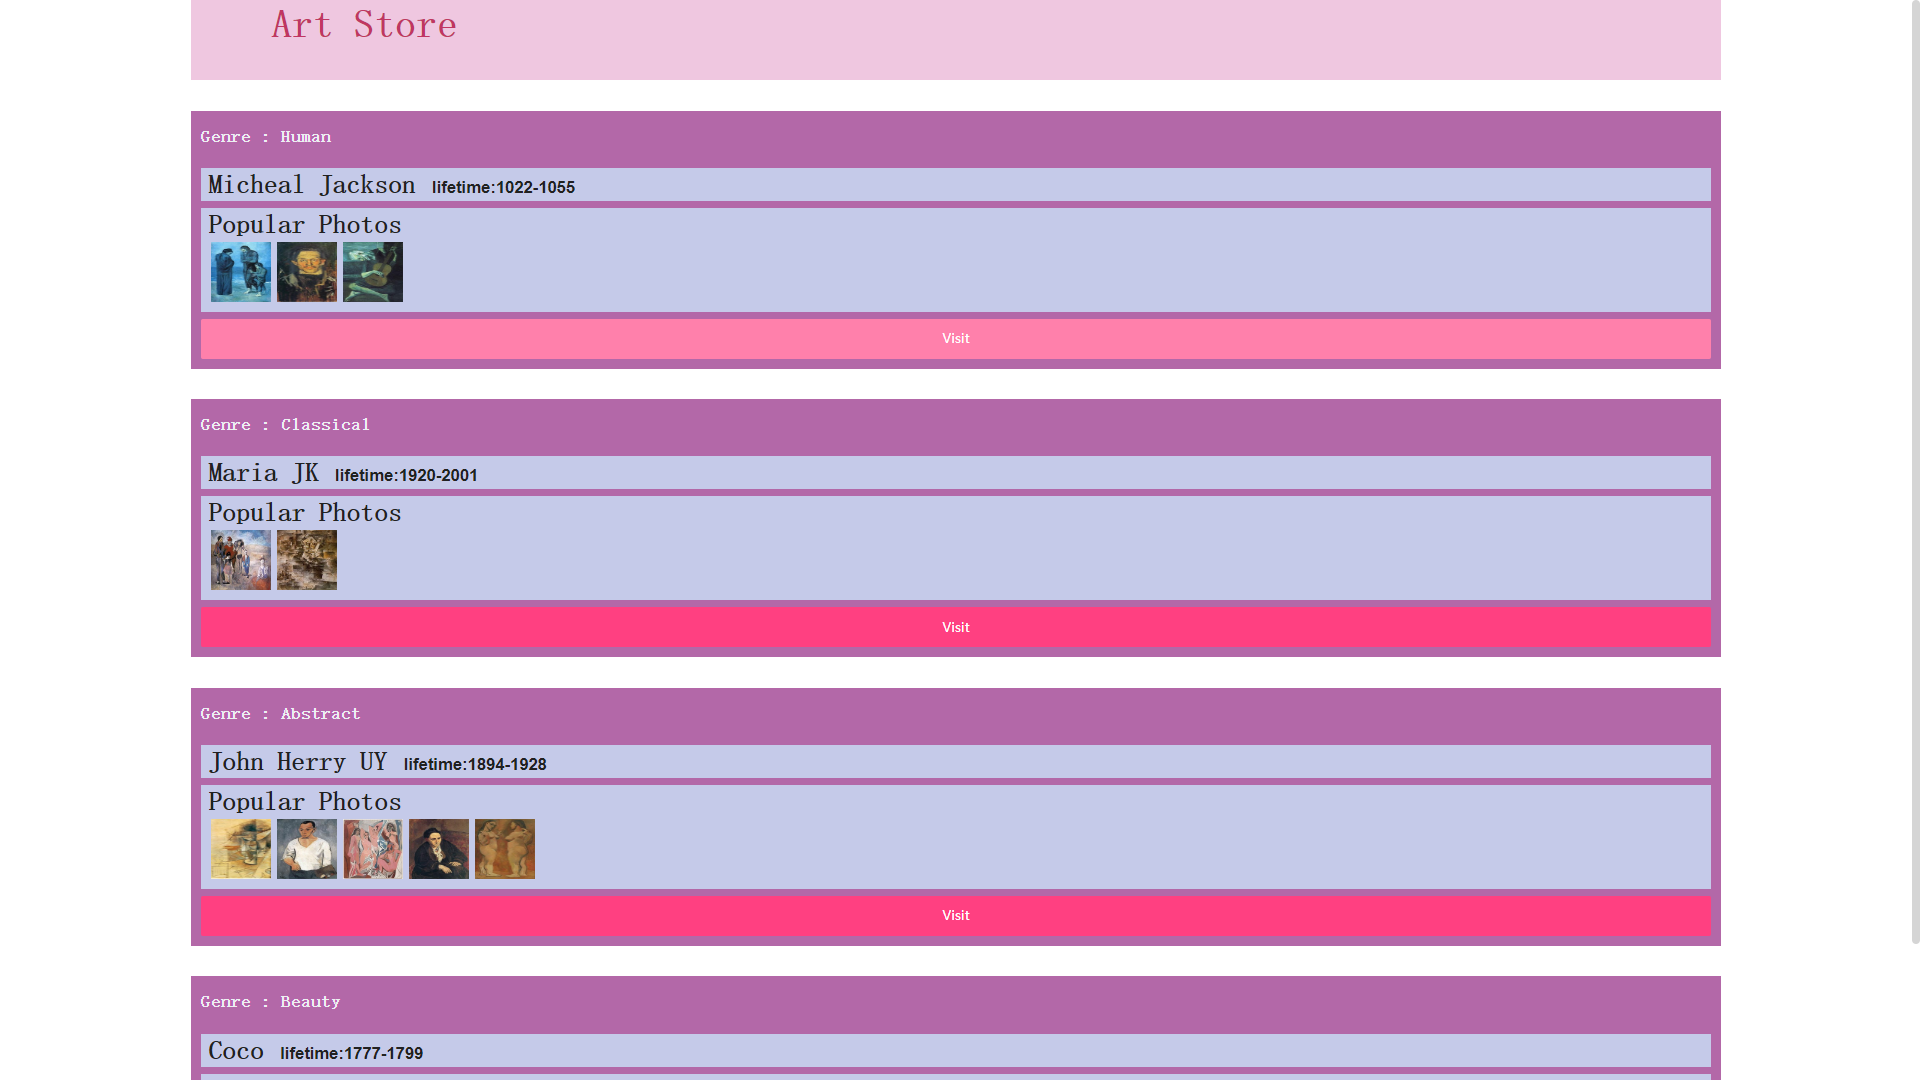 Art Store
Genre : Human
Micheal Jackson lifetime:1022-1055
Popular Photos
Visit
Genre : Classical
Maria JK lifetime:1920-2001
Popular Photos
Visit
Genre : Abstract
John Herry UY lifetime:1894-1928
Popular Photos
Visit
Genre : Beauty
Coco lifetime:1777-1799